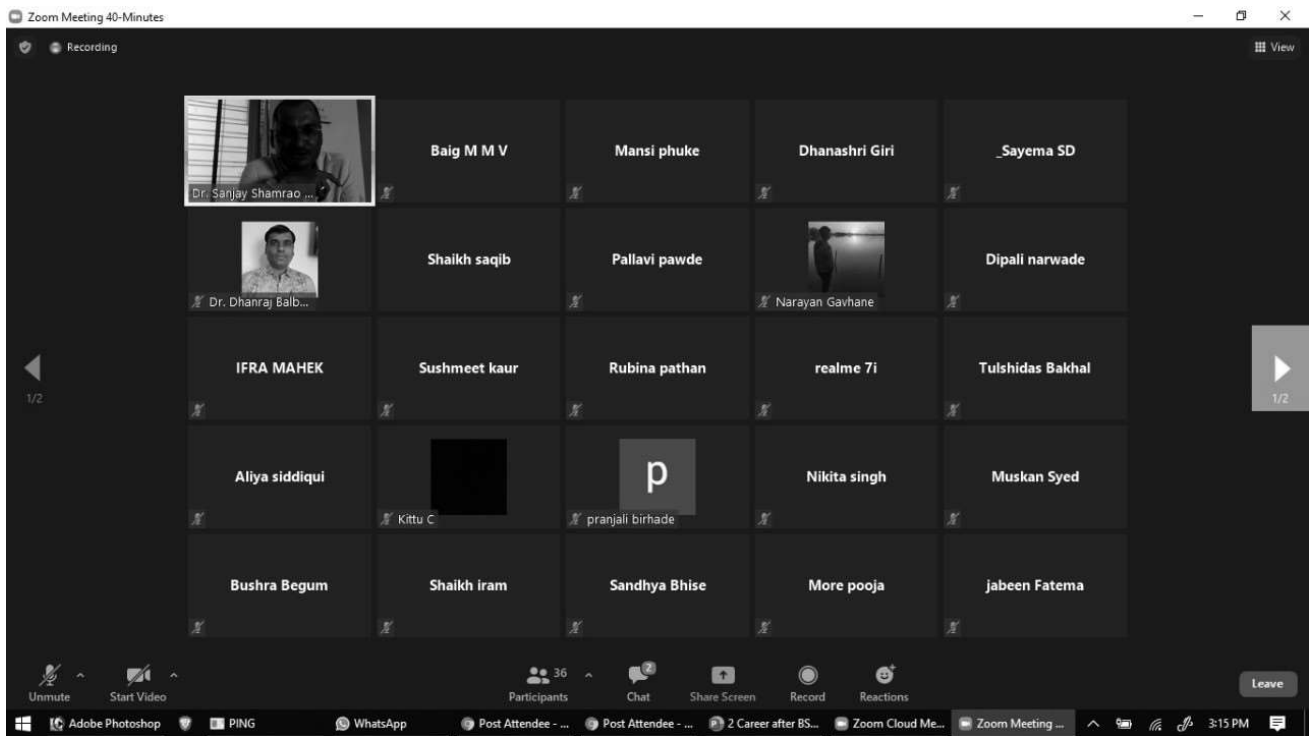 Zoom Meeting 40-Minutes
Recording
View
Dr. Sanjay Shamrao ...
Baig M M V
Mansi phuke
Dhanashri Giri
_Sayema SD
Dr. Dhanraj Balb...
Shaikh saqib
Pallavi pawde
Narayan Gavhane
Dipali narwade
IFRA MAHEK
Sushmeet kaur
Rubina pathan
realme 7i
Tulshidas Bakhal
1/2
1/2
Aliya siddiqui
Kittu C
p
pranjali birhade
Nikita singh
Muskan Syed
Bushra Begum
Shaikh iram
Sandhya Bhise
More pooja
jabeen Fatema
Unmute
Start Video
36
Participants
2
Chat
Share Screen
Record
Reactions
Leave
Adobe Photoshop
PING
WhatsApp
Post Attendee - ...
Post Attendee - ...
2 Career after BS...
Zoom Cloud Me...
Zoom Meeting ...
3:15 PM